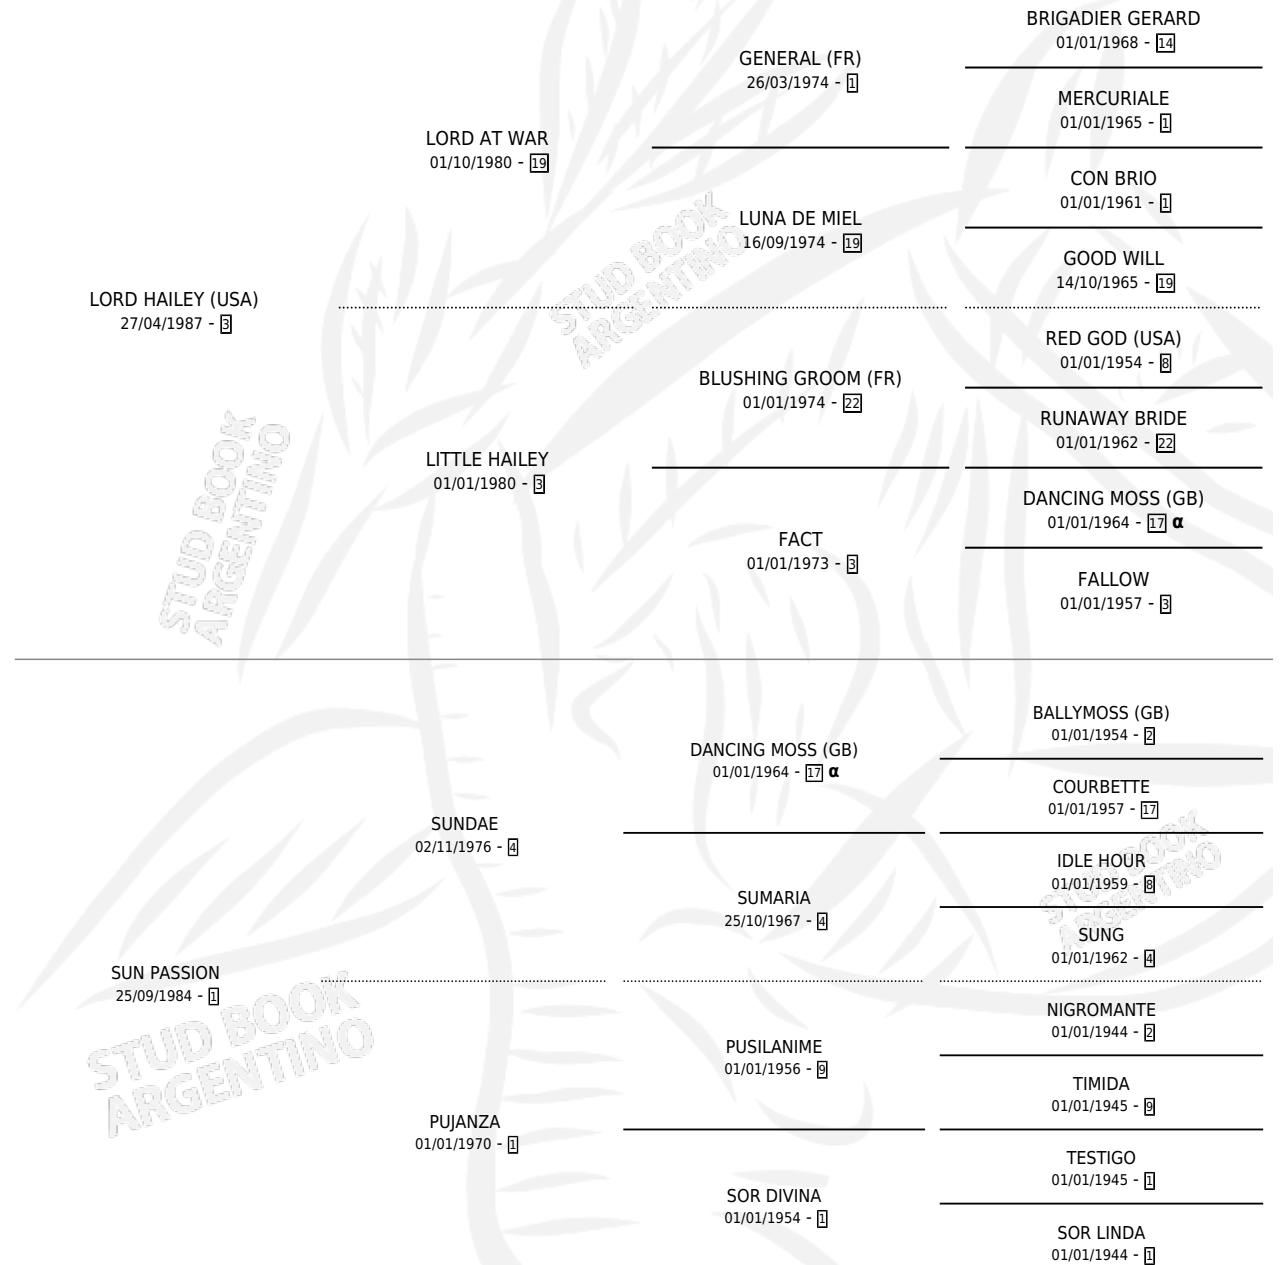 BRIGADIER GERARD
01/01/1968 - 14
GENERAL (FR)
26/03/1974 - 1
MERCURIALE
01/01/1965 - 1
LORD AT WAR
01/10/1980 - 19
CON BRIO
01/01/1961 - 1
LUNA DE MIEL
16/09/1974 - 19
GOOD WILL
14/10/1965 - 19
LORD HAILEY (USA)
27/04/1987 - 3
RED GOD (USA)
01/01/1954 - 8
BLUSHING GROOM (FR)
01/01/1974 - 22
RUNAWAY BRIDE
01/01/1962 - 22
LITTLE HAILEY
01/01/1980 - 3
DANCING MOSS (GB)
01/01/1964 - 17 α
FACT
01/01/1973 - 3
FALLOW
01/01/1957 - 3
BALLYMOSS (GB)
01/01/1954 - 2
DANCING MOSS (GB)
01/01/1964 - 17 α
COURBETTE
01/01/1957 - 17
SUNDAE
02/11/1976 - 4
IDLE HOUR
01/01/1959 - 8
SUMARIA
25/10/1967 - 4
SUNG
01/01/1962 - 4
SUN PASSION
25/09/1984 - 1
NIGROMANTE
01/01/1944 - 2
PUSILANIME
01/01/1956 - 9
TIMIDA
01/01/1945 - 9
PUJANZA
01/01/1970 - 1
TESTIGO
01/01/1945 - 1
SOR DIVINA
01/01/1954 - 1
SOR LINDA
01/01/1944 - 1
STUD BOOK
ARGENTINO
STUD BOOK
ARGENTINO
STUD BOOK
ARGENTINO
STUD BOOK
ARGENTINO